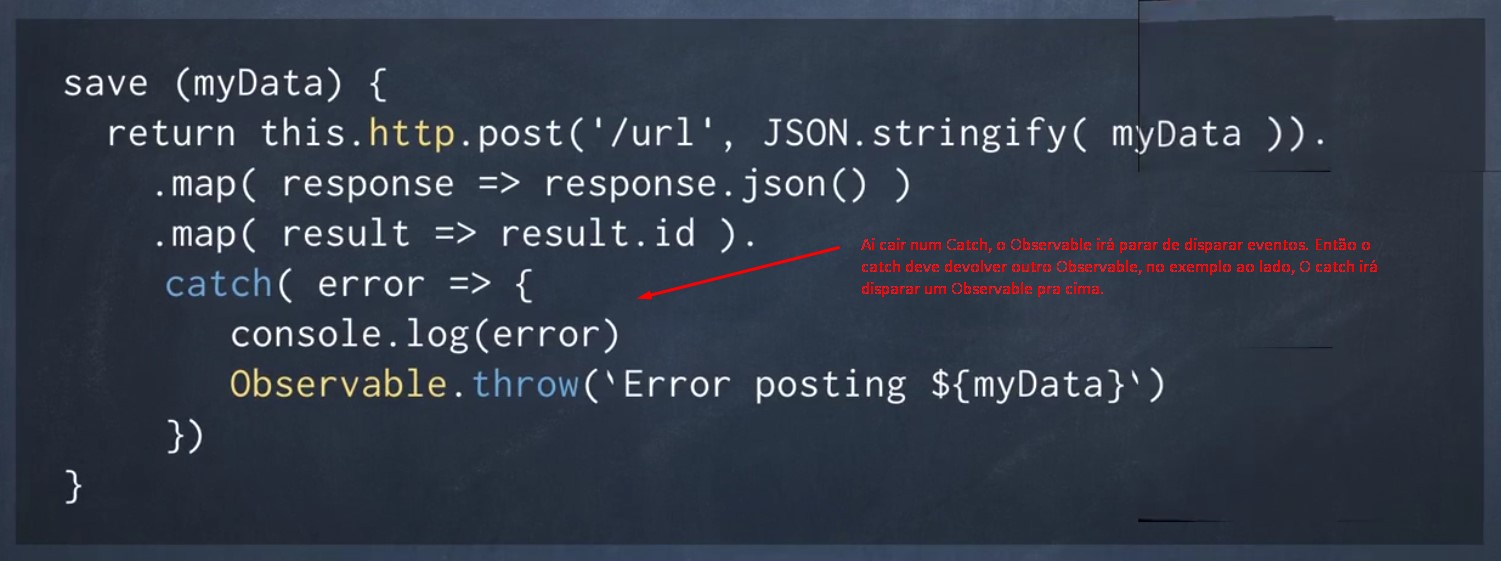 save (myData) {
return this.http.post('/url', JSON.stringify( myData )).
.map( response => response.json() )
.map( result => result.id ).
catch( error => {
console.log(error)
Observable.throw(`Error posting ${myData}`)
})
}
Ai cair num Catch, o Observable irá parar de disparar eventos. Então o
catch deve devolver outro Observable, no exemplo ao lado, O catch irá
disparar um Observable pra cima.